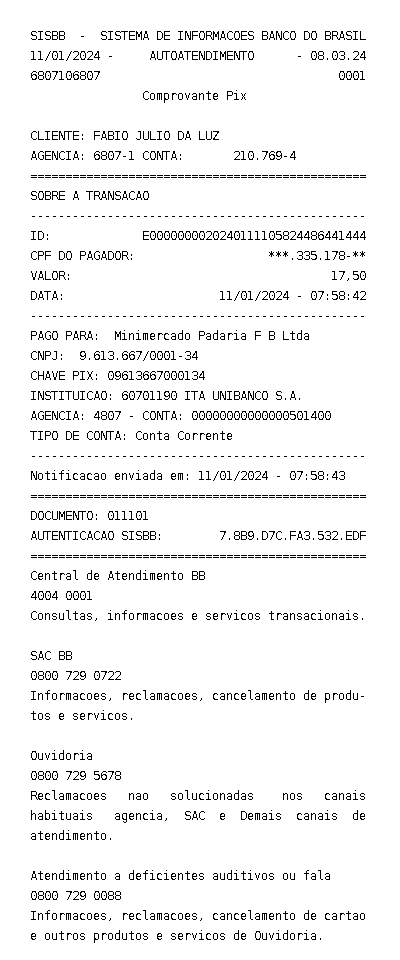 SISBB - SISTEMA DE INFORMACOES BANCO DO BRASIL
11/01/2024 - AUTOATENDIMENTO - 08.03.24
6807106807 0001
Comprovante Pix
CLIENTE: FABIO JULIO DA LUZ
AGENCIA: 6807-1 CONTA: 210.769-4
================================================
SOBRE A TRANSACAO
------------------------------------------------
ID: E0000000020240111105824486441444
CPF DO PAGADOR: ***.335.178-**
VALOR: 17,50
DATA: 11/01/2024 - 07:58:42
------------------------------------------------
PAGO PARA: Minimercado Padaria F B Ltda
CNPJ: 9.613.667/0001-34
CHAVE PIX: 09613667000134
INSTITUICAO: 60701190 ITA UNIBANCO S.A.
AGENCIA: 4807 - CONTA: 00000000000000501400
TIPO DE CONTA: Conta Corrente
------------------------------------------------
Notificacao enviada em: 11/01/2024 - 07:58:43
================================================
DOCUMENTO: 011101
AUTENTICACAO SISBB: 7.8B9.D7C.FA3.532.EDF
================================================
Central de Atendimento BB
4004 0001
Consultas, informacoes e servicos transacionais.
SAC BB
0800 729 0722
Informacoes, reclamacoes, cancelamento de produ-
tos e servicos.
Ouvidoria
0800 729 5678
Reclamacoes nao solucionadas nos canais
habituais agencia, SAC e Demais canais de
atendimento.
Atendimento a deficientes auditivos ou fala
0800 729 0088
Informacoes, reclamacoes, cancelamento de cartao
e outros produtos e servicos de Ouvidoria.